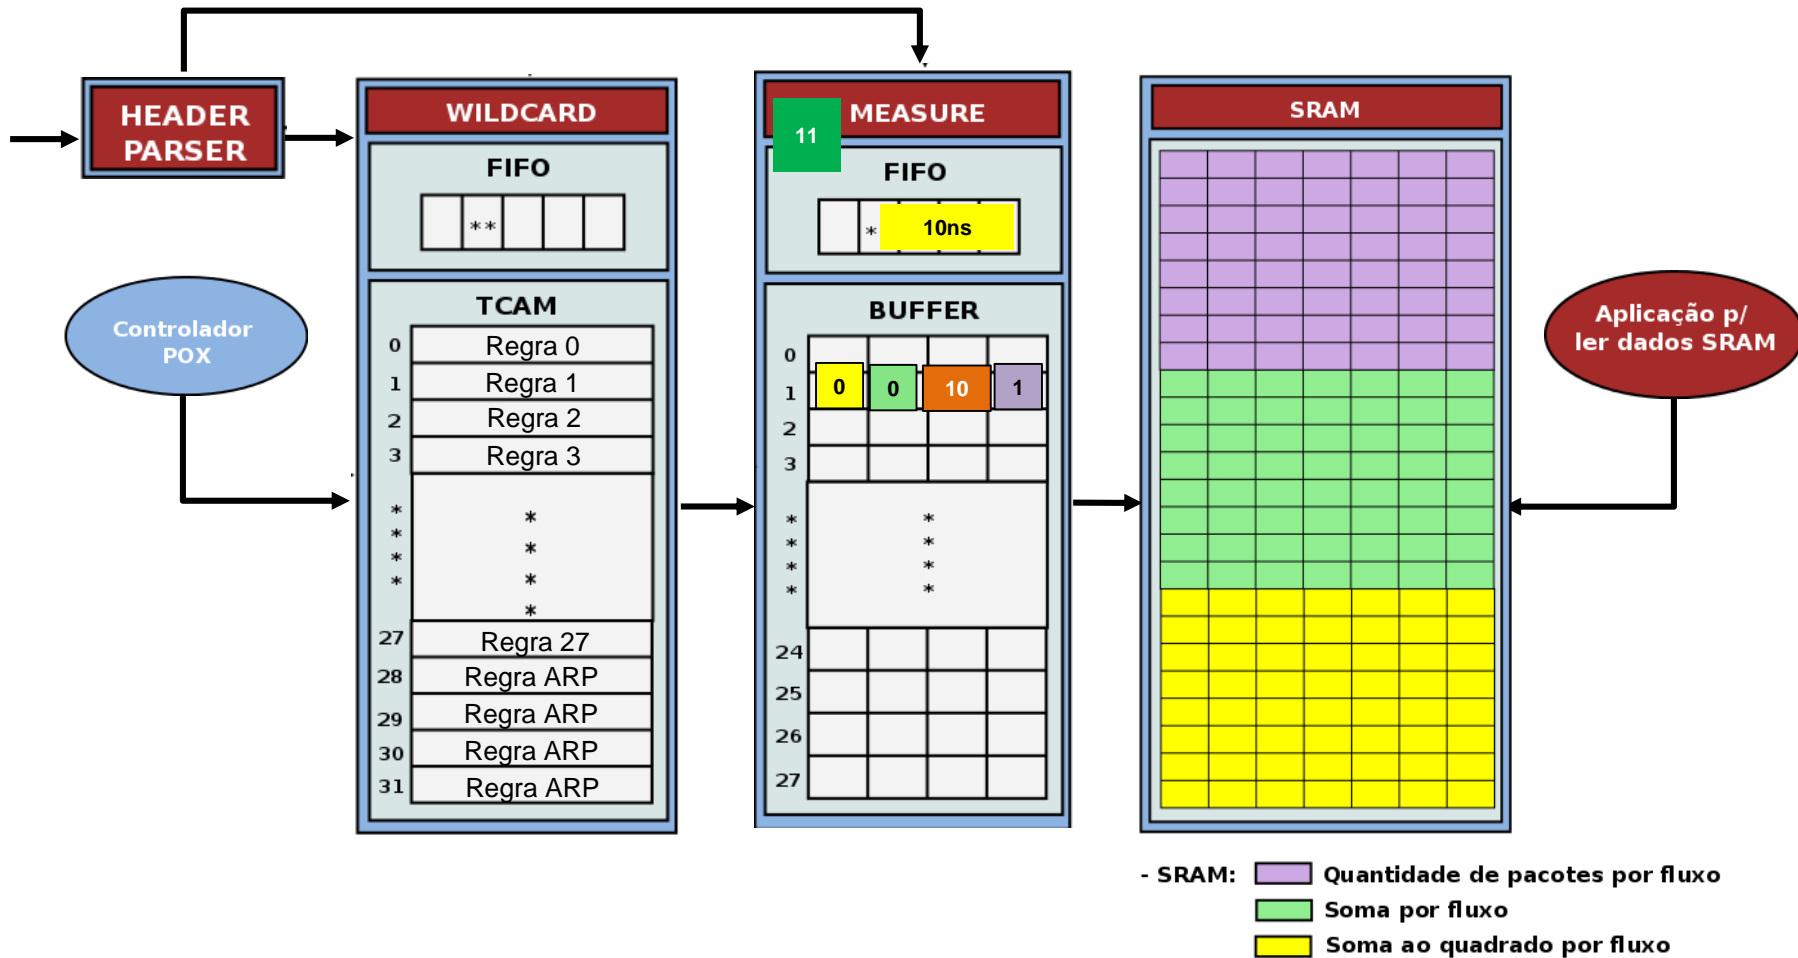 HEADER
PARSER
WILDCARD
FIFO
**
TCAM
0 Regra 0
1 Regra 1
2 Regra 2
3 Regra 3
* *
* *
* *
* *
27 Regra 27
28 Regra ARP
29 Regra ARP
30 Regra ARP
31 Regra ARP
Controlador
POX
MEASURE
11
FIFO
* 10ns
BUFFER
0
1 0 0 10 1
2
3
* *
* *
* *
* *
24
25
26
27
SRAM
Aplicação p/
ler dados SRAM
- SRAM: Quantidade de pacotes por fluxo
Soma por fluxo
Soma ao quadrado por fluxo